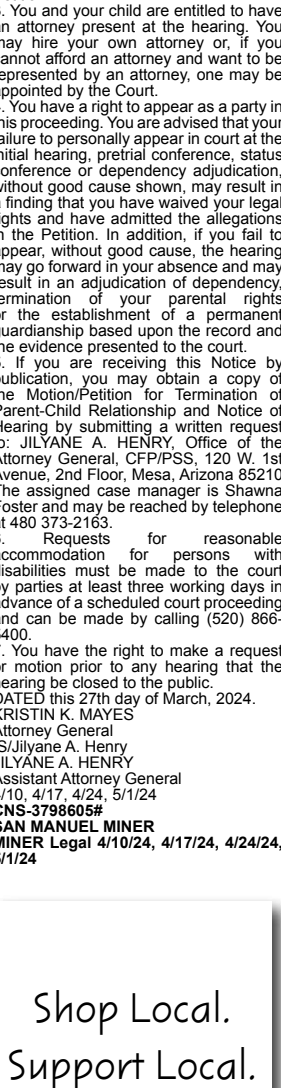 3. You and your child are entitled to have
an attorney present at the hearing. You
may hire your own attorney or, if you
cannot afford an attorney and want to be
represented by an attorney, one may be
appointed by the Court.
4. You have a right to appear as a party in
this proceeding. You are advised that your
failure to personally appear in court at the
initial hearing, pretrial conference, status
conference or dependency adjudication,
without good cause shown, may result in
a finding that you have waived your legal
rights and have admitted the allegations
in the Petition. In addition, if you fail to
appear, without good cause, the hearing
may go forward in your absence and may
result in an adjudication of dependency,
termination of your parental rights
or the establishment of a permanent
guardianship based upon the record and
the evidence presented to the court.
5. If you are receiving this Notice by
publication, you may obtain a copy of
the Motion/Petition for Termination of
Parent-Child Relationship and Notice of
Hearing by submitting a written request
to: JILYANE A. HENRY, Office of the
Attorney General, CFP/PSS, 120 W. 1st
Avenue, 2nd Floor, Mesa, Arizona 85210
The assigned case manager is Shawna
Foster and may be reached by telephone
at 480 373-2163.
6. Requests for reasonable
accommodation for persons with
disabilities must be made to the court
by parties at least three working days in
advance of a scheduled court proceeding
and can be made by calling (520) 866-
5400.
7. You have the right to make a request
or motion prior to any hearing that the
hearing be closed to the public.
DATED this 27th day of March, 2024.
KRISTIN K. MAYES
Attorney General
/S/Jilyane A. Henry
JILYANE A. HENRY
Assistant Attorney General
4/10, 4/17, 4/24, 5/1/24
CNS-3798605#
SAN MANUEL MINER
MINER Legal 4/10/24, 4/17/24, 4/24/24,
5/1/24
Shop Local.
Support Local.